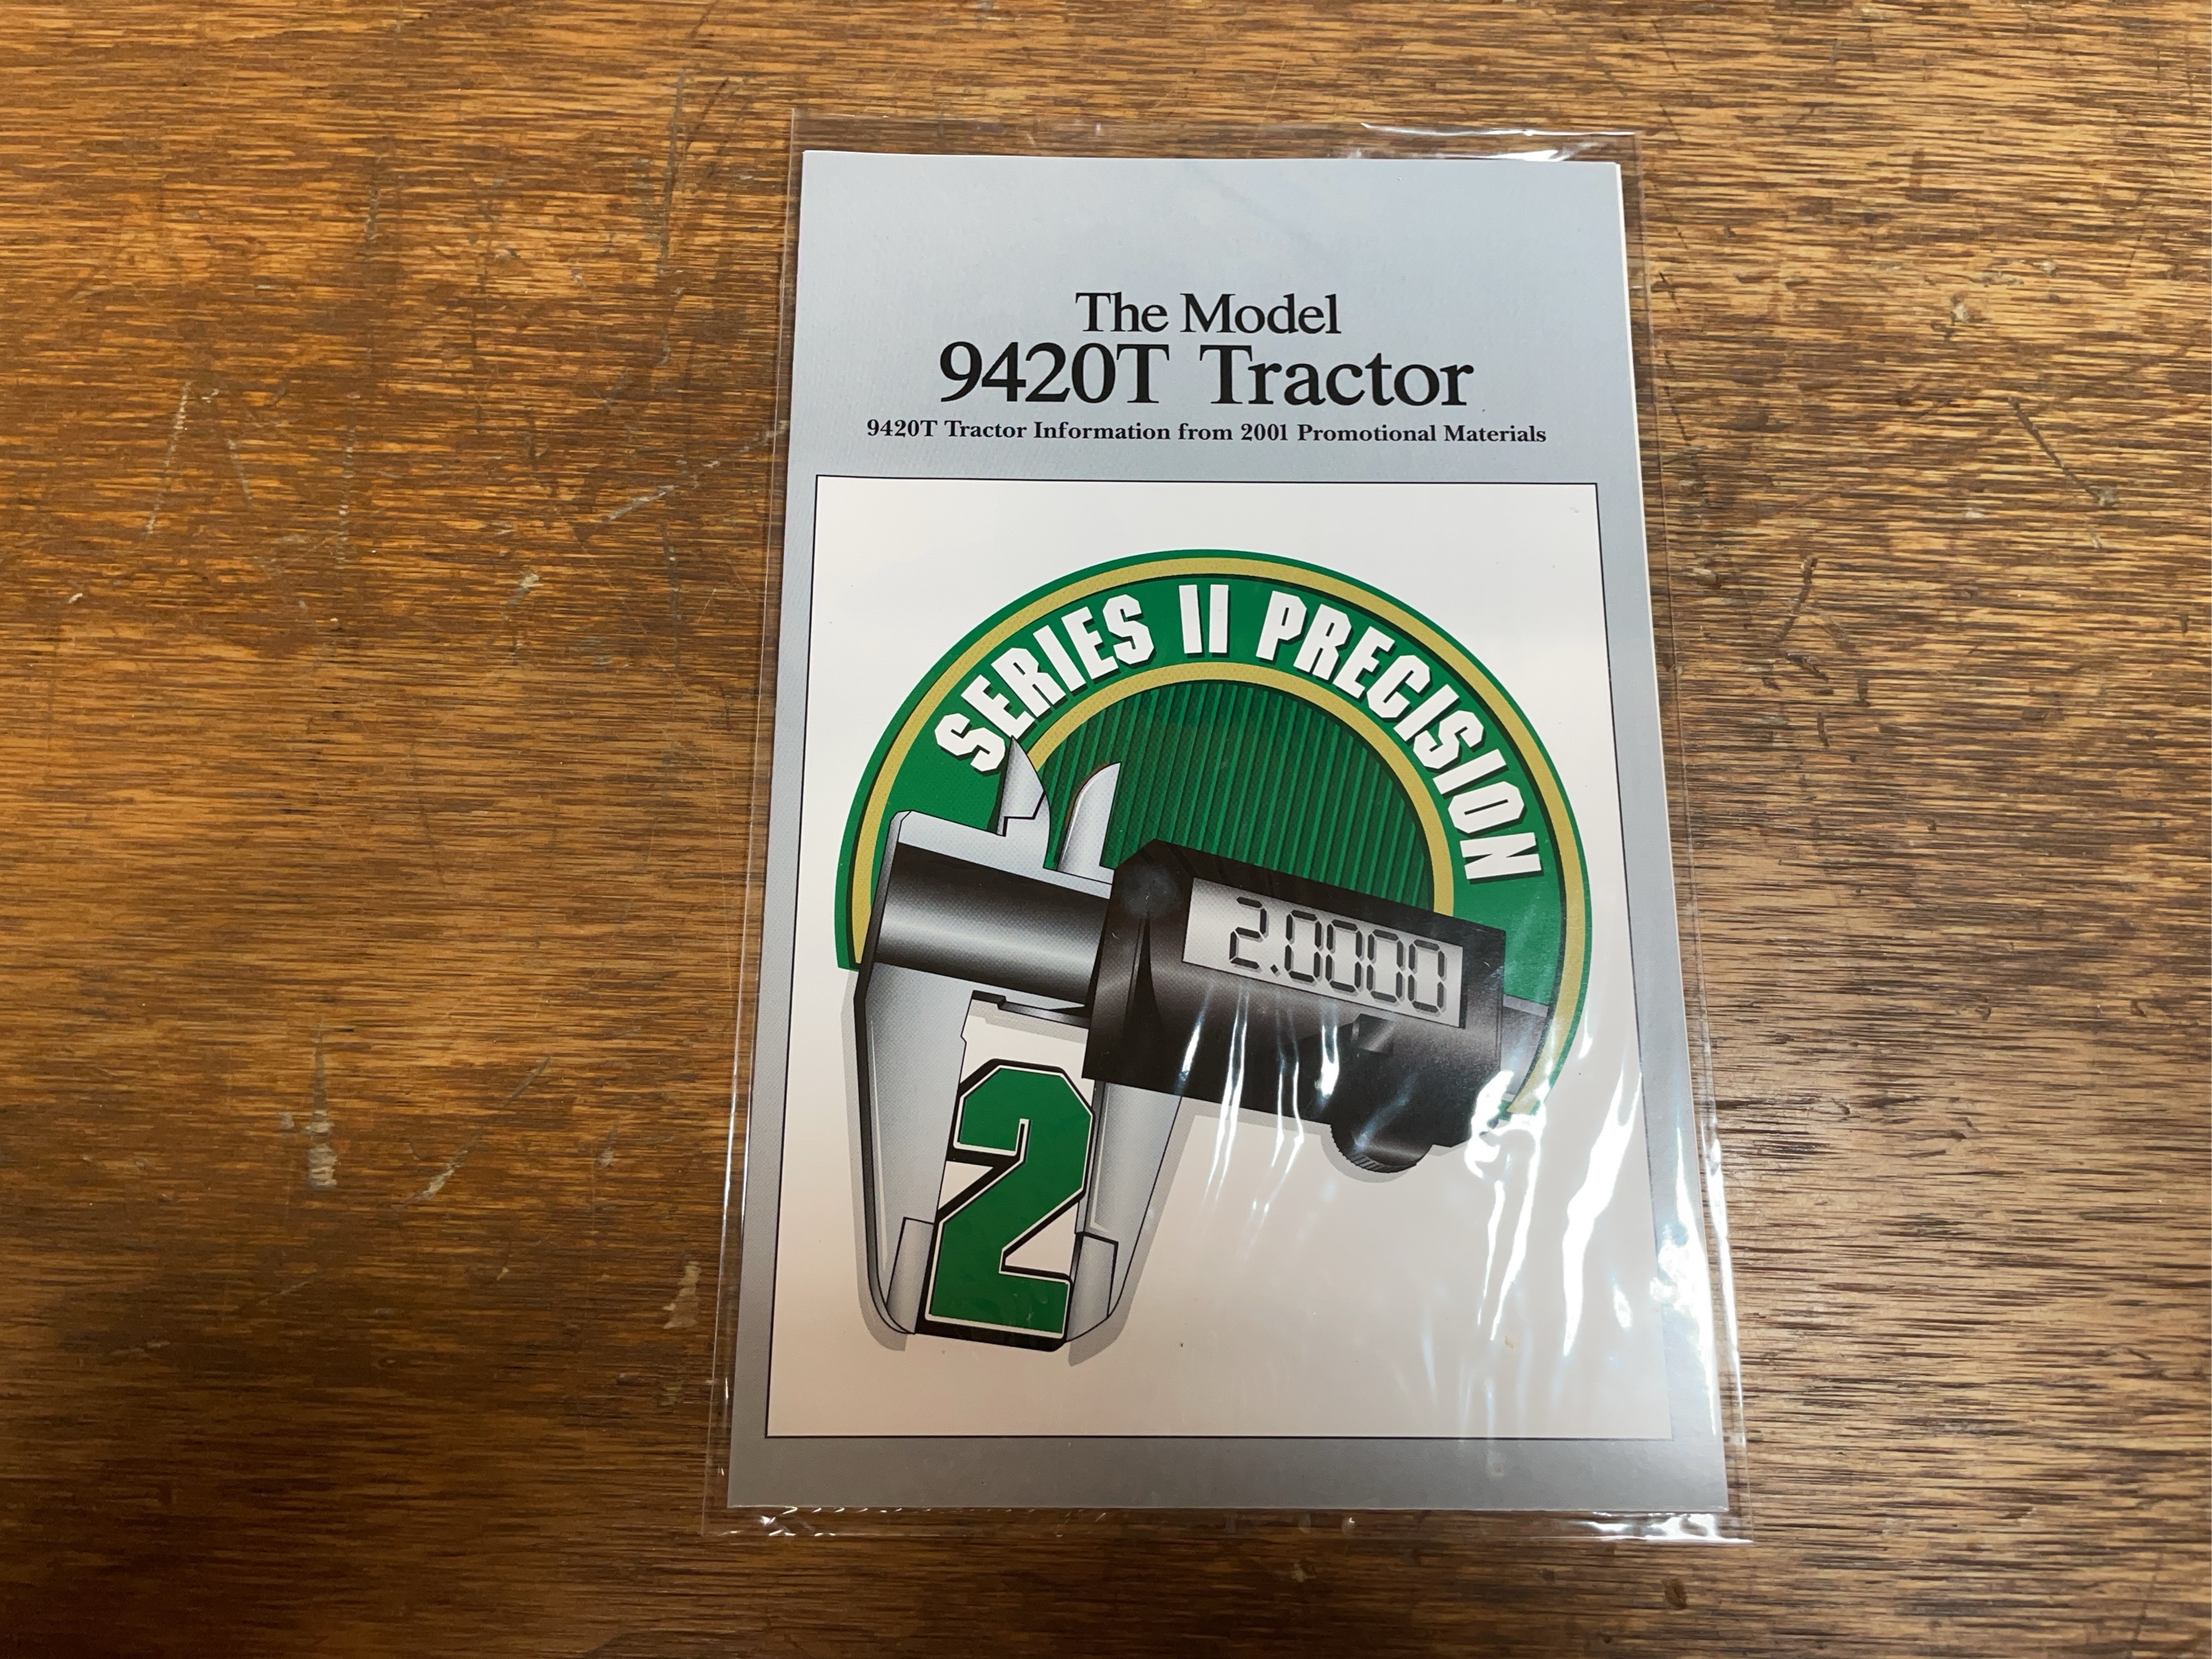 The Model
9420T Tractor
9420T Tractor Information from 2001 Promotional Materials
SERIES II PRECISION
2.0000
2